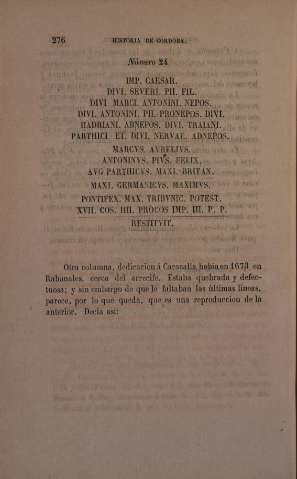 276 HISTORIA DE CÓRDOBA.
Número 24
IMP. CAESAR.
DIVI. SEVERI. PII. FIL.
DIVI MARCI. ANTONINI. NEPOS.
DIVI. ANTONINI. PII. PRONEPOS. DIVI.
HADRIANI. ABNEPOS. DIVI. TRAIANI.
PARTHICI. ET. DIVI. NERVAE. ADNEPOS.
MARCVS. AVRELIVS.
ANTONINVS. PIVS. FELIX.
AVG PARTHICVS. MAXI. BRITAN.
MAXI. GERMANICVS. MAXIMVS.
PONTIFEX. MAX. TRIBVNIC. POTEST.
XVII. COS. IIII. PROCOS IMP. III. P. P.
RESTITVIT.
Otra columna, dedicacion á Caracalla, habia en 1673 en
Rabanales, cerca del arrecife. Estaba quebrada y defec-
tuosa; y sin embargo de que le faltaban las últimas lineas,
parece, por lo que queda, que es una reproduccion de la
anterior. Decia así: